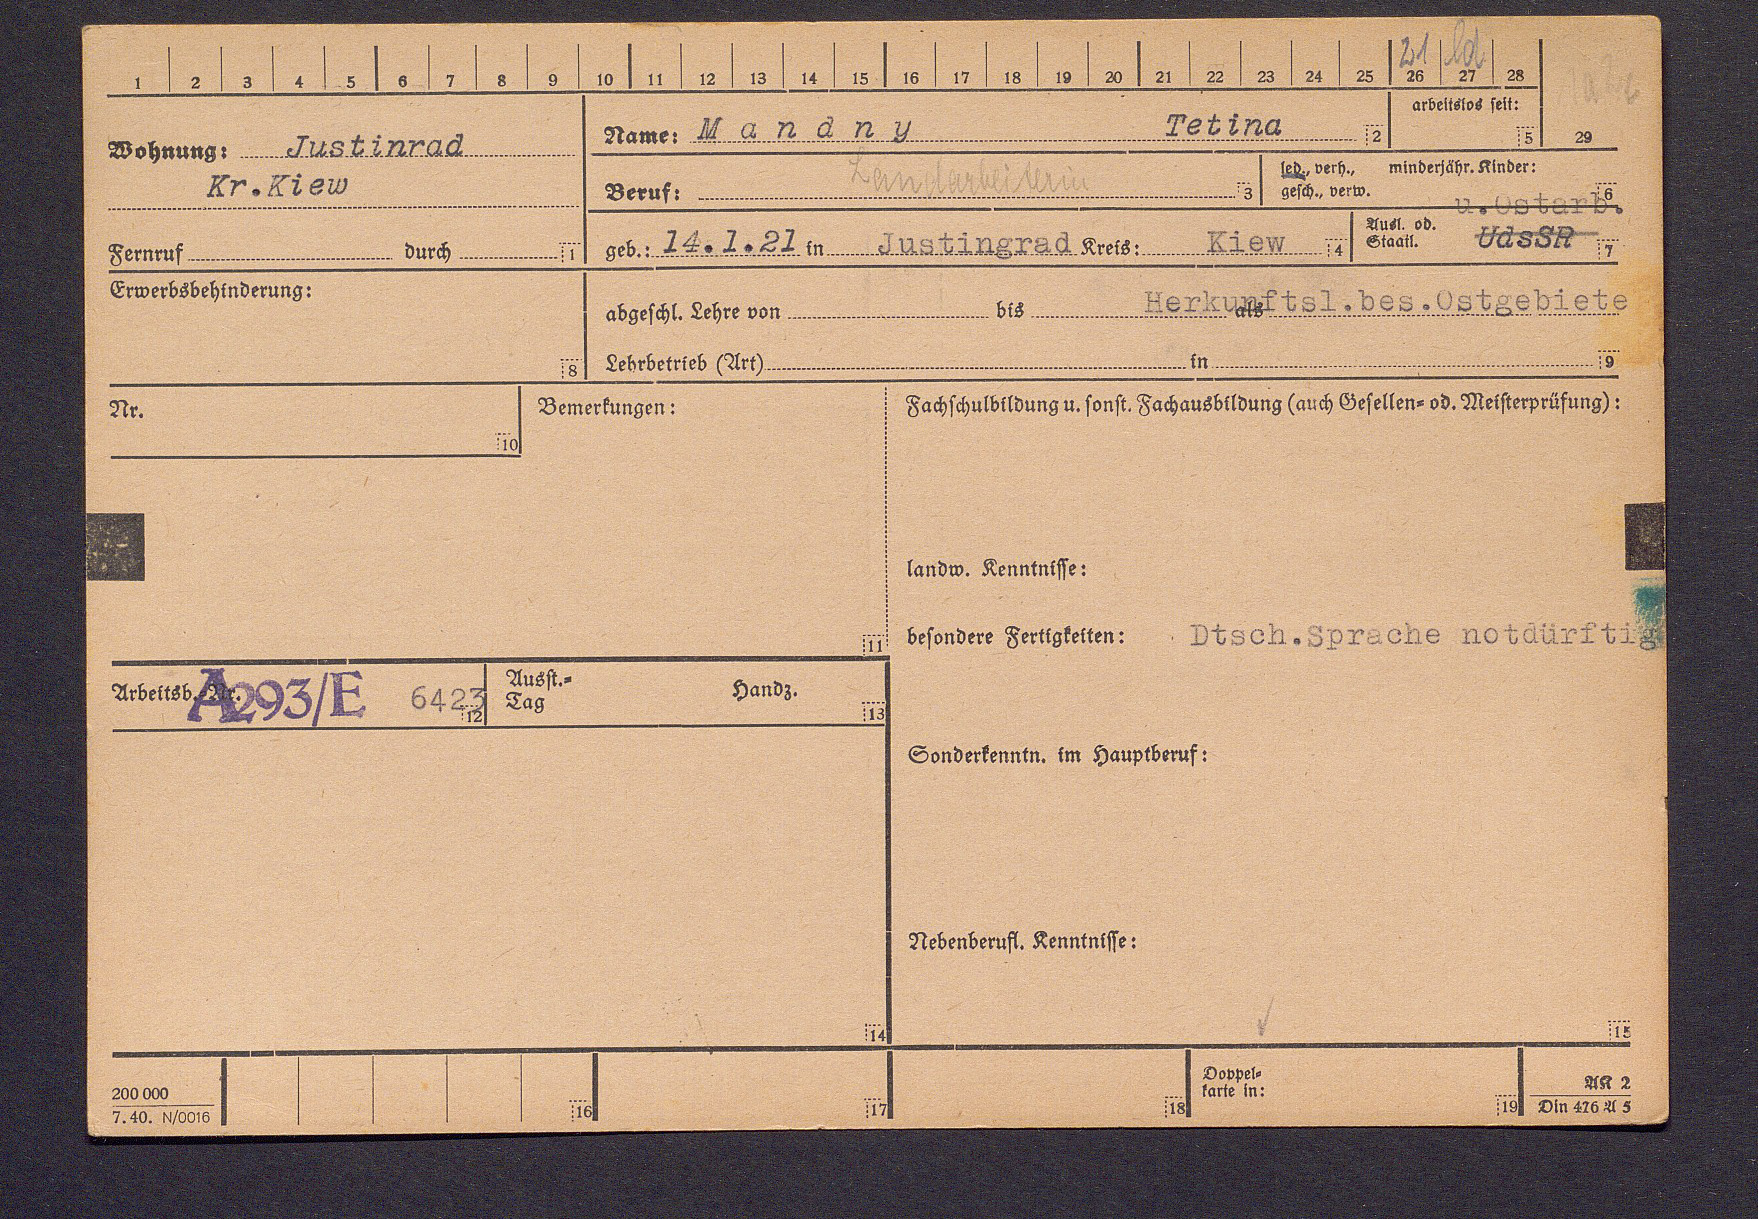 21 ld
1 2 3 4 5 6 7 8 9 10 11 12 13 14 15 16 17 18 19 20 21 22 23 24 25 26 27 28
29
Wohnung: Justinrad
Kr.Kiew
Fernruf durch 1
Name: Mandny Tetina 2
arbeitslos seit: 5
Beruf: Landarbeiterin 3
led., verh., gesch., verw.
minderjähr. Kinder: 6
geb.: 14.1.21 in Justingrad Kreis: Kiew 4
u.Ostarb.
Ausl. od. Staatl. UdsSR 7
Erwerbsbehinderung: 8
Herkunftsl.bes.Ostgebiete
abgeschl. Lehre von bis als
Lehrbetrieb (Art) in 9
Nr. 10
Bemerkungen: 11
Fachschulbildung u. sonst. Fachausbildung (auch Gesellen- od. Meisterprüfung):
landw. Kenntnisse:
besondere Fertigkeiten: Dtsch.Sprache notdürftig
Arbeitsb.-Nr. A293/E 6423 12
Ausst.-Tag Handz. 13
Sonderkenntn. im Hauptberuf:
Nebenberufl. Kenntnisse:
14
15
200 000
7. 40. N/0016
16
17
18
Doppel-
karte in: 19
AK 2
Din 476 A 5